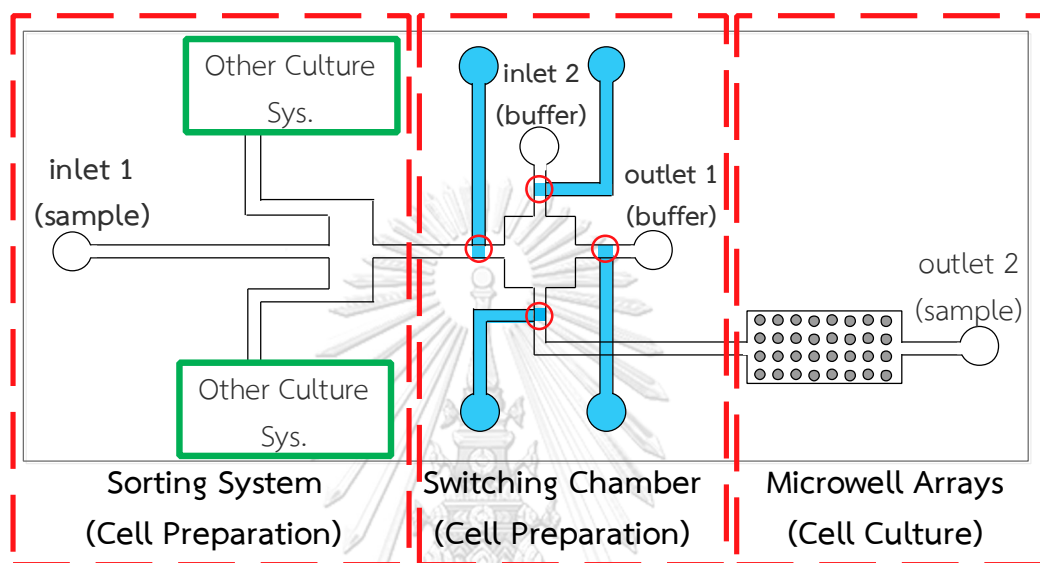 Other Culture
Sys.
inlet 1
(sample)
Other Culture
Sys.
Sorting System
(Cell Preparation)
inlet 2
(buffer)
outlet 1
(buffer)
Switching Chamber
(Cell Preparation)
outlet 2
(sample)
Microwell Arrays
(Cell Culture)